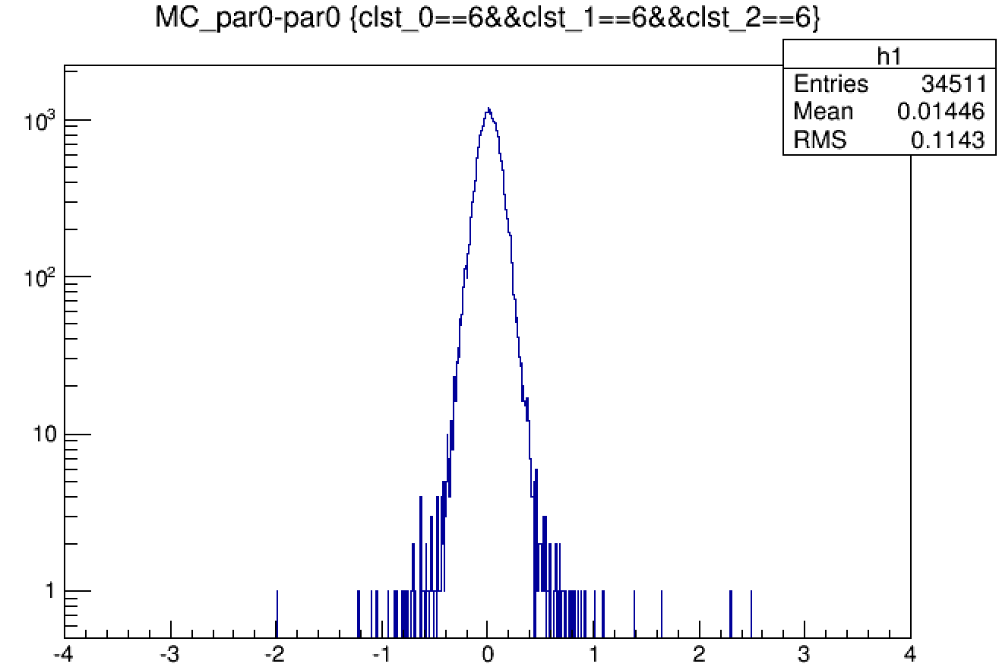 MC_par0-par0 {clst_0==6&&clst_1==6&&clst_2==6}
h1
Entries 34511
Mean 0.01446
RMS 0.1143
10³
10²
10
1
-4 -3 -2 -1 0 1 2 3 4